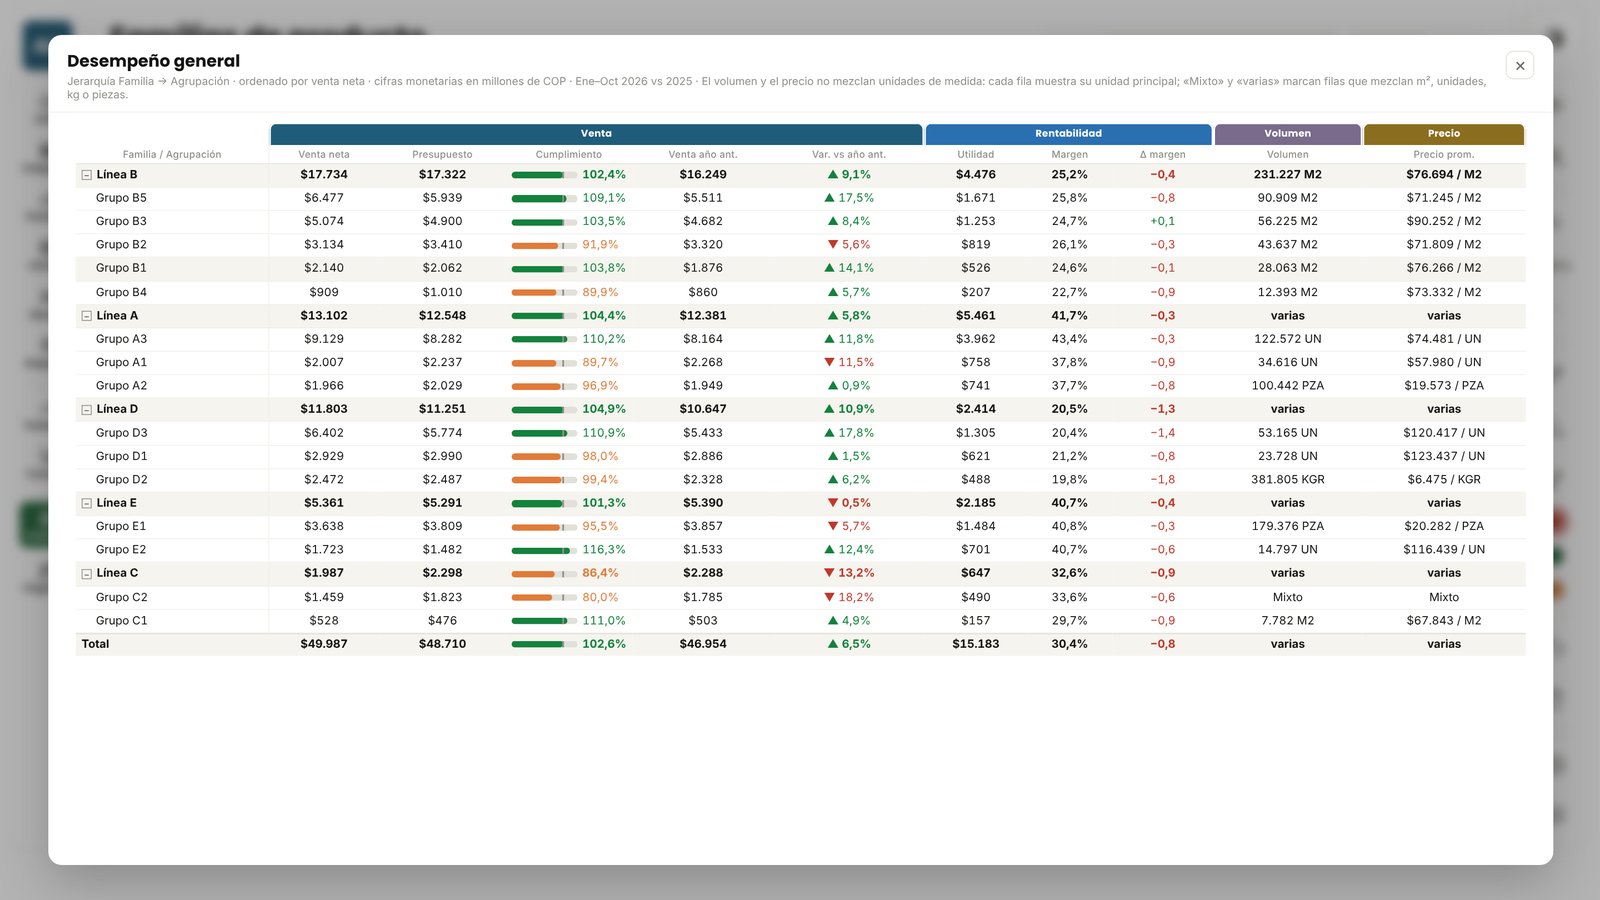 Desempeño general
Jerarquía Familia → Agrupación · ordenado por venta neta · cifras monetarias en millones de COP · Ene–Oct 2026 vs 2025 · El volumen y el precio no mezclan unidades de medida: cada fila muestra su unidad principal; «Mixto» y «varias» marcan filas que mezclan m², unidades,
kg o piezas.
Venta Rentabilidad Volumen Precio
Familia / Agrupación Venta neta Presupuesto Cumplimiento Venta año ant. Var. vs año ant. Utilidad Margen Δ margen Volumen Precio prom.
Línea B $17.734 $17.322 102,4% $16.249 ▲ 9,1% $4.476 25,2% −0,4 231.227 M2 $76.694 / M2
Grupo B5 $6.477 $5.939 109,1% $5.511 ▲ 17,5% $1.671 25,8% −0,8 90.909 M2 $71.245 / M2
Grupo B3 $5.074 $4.900 103,5% $4.682 ▲ 8,4% $1.253 24,7% +0,1 56.225 M2 $90.252 / M2
Grupo B2 $3.134 $3.410 91,9% $3.320 ▼ 5,6% $819 26,1% −0,3 43.637 M2 $71.809 / M2
Grupo B1 $2.140 $2.062 103,8% $1.876 ▲ 14,1% $526 24,6% −0,1 28.063 M2 $76.266 / M2
Grupo B4 $909 $1.010 89,9% $860 ▲ 5,7% $207 22,7% −0,9 12.393 M2 $73.332 / M2
Línea A $13.102 $12.548 104,4% $12.381 ▲ 5,8% $5.461 41,7% −0,3 varias varias
Grupo A3 $9.129 $8.282 110,2% $8.164 ▲ 11,8% $3.962 43,4% −0,3 122.572 UN $74.481 / UN
Grupo A1 $2.007 $2.237 89,7% $2.268 ▼ 11,5% $758 37,8% −0,9 34.616 UN $57.980 / UN
Grupo A2 $1.966 $2.029 96,9% $1.949 ▲ 0,9% $741 37,7% −0,8 100.442 PZA $19.573 / PZA
Línea D $11.803 $11.251 104,9% $10.647 ▲ 10,9% $2.414 20,5% −1,3 varias varias
Grupo D3 $6.402 $5.774 110,9% $5.433 ▲ 17,8% $1.305 20,4% −1,4 53.165 UN $120.417 / UN
Grupo D1 $2.929 $2.990 98,0% $2.886 ▲ 1,5% $621 21,2% −0,8 23.728 UN $123.437 / UN
Grupo D2 $2.472 $2.487 99,4% $2.328 ▲ 6,2% $488 19,8% −1,8 381.805 KGR $6.475 / KGR
Línea E $5.361 $5.291 101,3% $5.390 ▼ 0,5% $2.185 40,7% −0,4 varias varias
Grupo E1 $3.638 $3.809 95,5% $3.857 ▼ 5,7% $1.484 40,8% −0,3 179.376 PZA $20.282 / PZA
Grupo E2 $1.723 $1.482 116,3% $1.533 ▲ 12,4% $701 40,7% −0,6 14.797 UN $116.439 / UN
Línea C $1.987 $2.298 86,4% $2.288 ▼ 13,2% $647 32,6% −0,9 varias varias
Grupo C2 $1.459 $1.823 80,0% $1.785 ▼ 18,2% $490 33,6% −0,6 Mixto Mixto
Grupo C1 $528 $476 111,0% $503 ▲ 4,9% $157 29,7% −0,9 7.782 M2 $67.843 / M2
Total $49.987 $48.710 102,6% $46.954 ▲ 6,5% $15.183 30,4% −0,8 varias varias